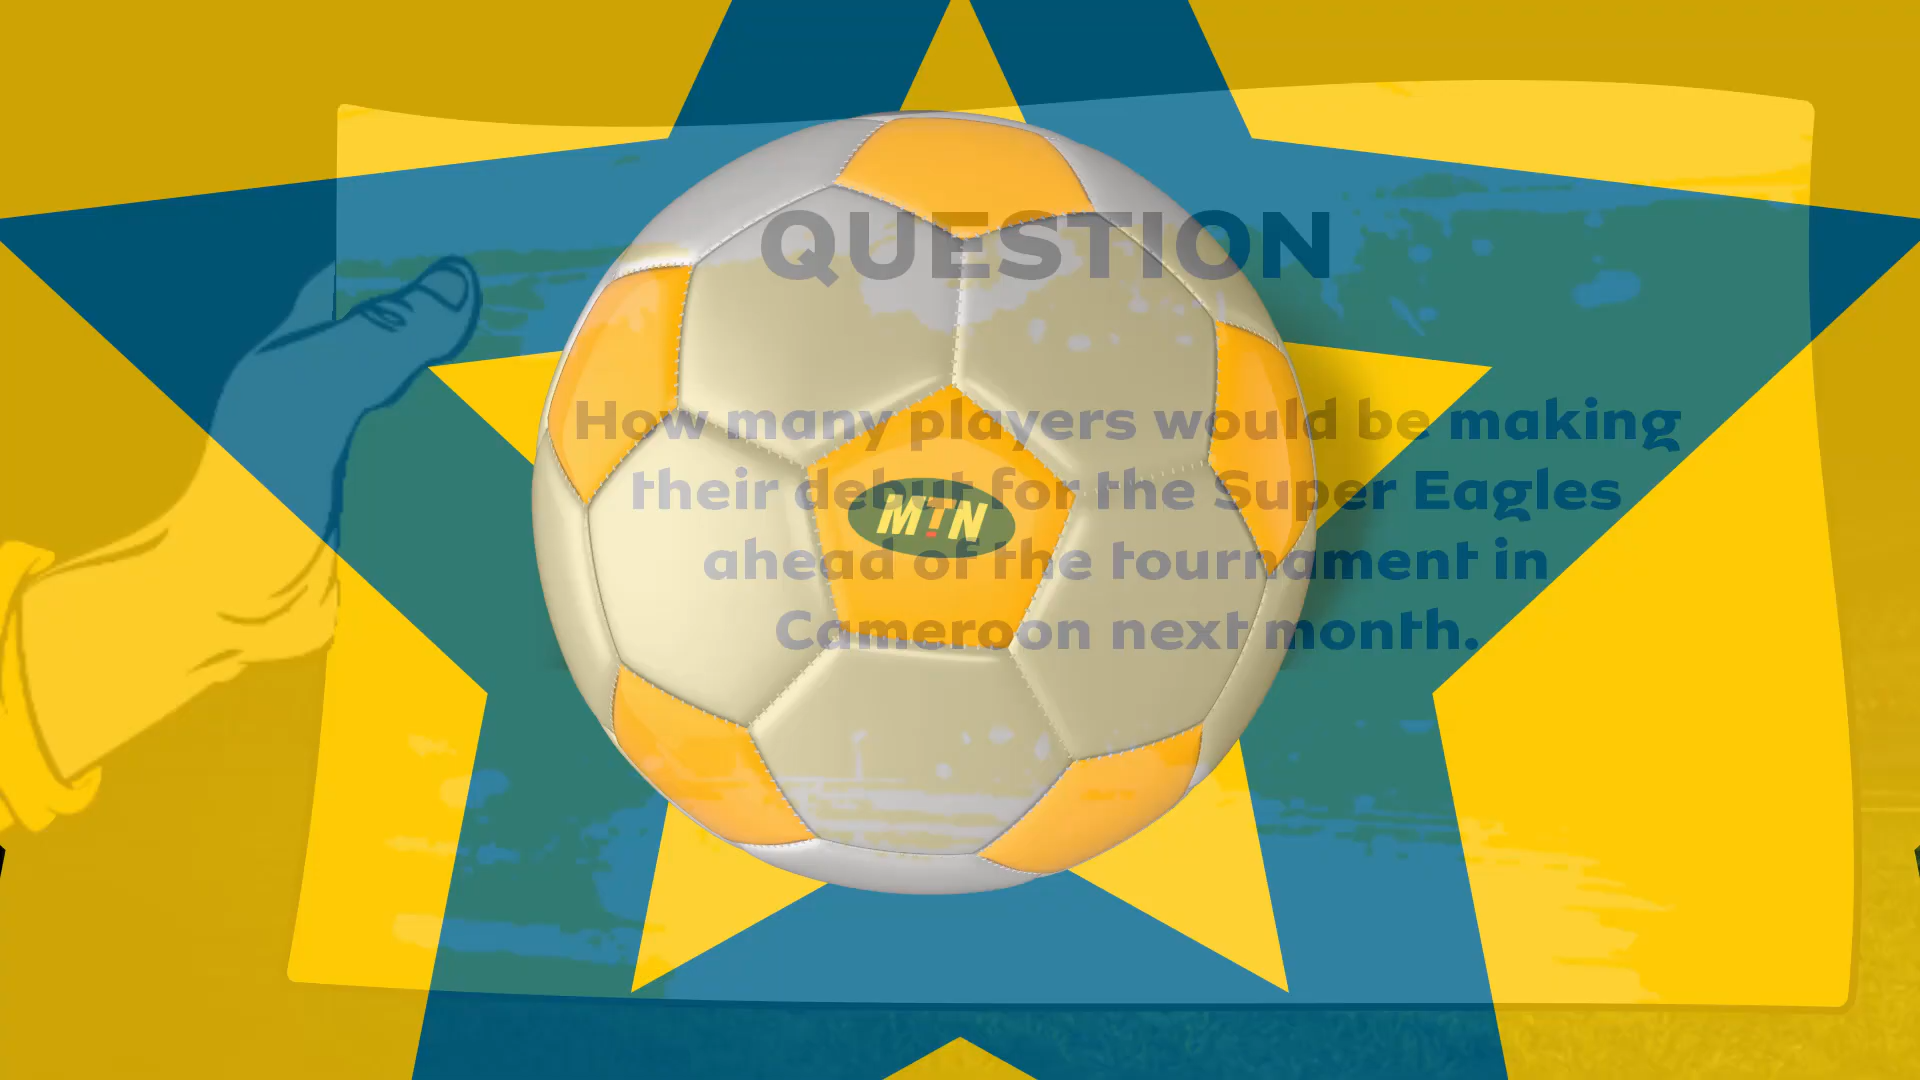 QUESTION
How many players would be making
their debut for the Super Eagles
ahead of the tournament in
Cameroon next month.
MTN